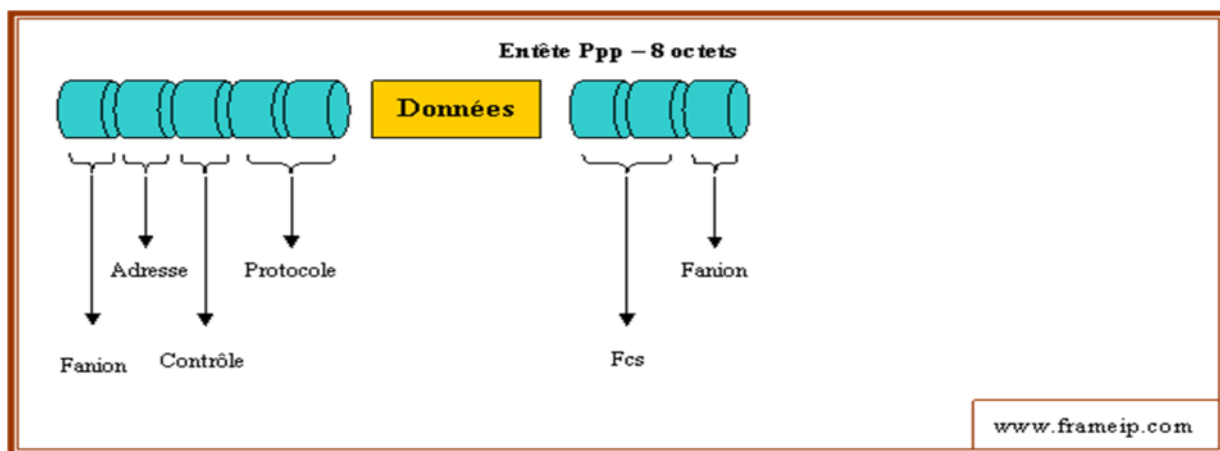 Entête Ppp – 8 octets
Données
Adresse
Protocole
Fanion
Fanion
Contrôle
Fcs
www.frameip.com